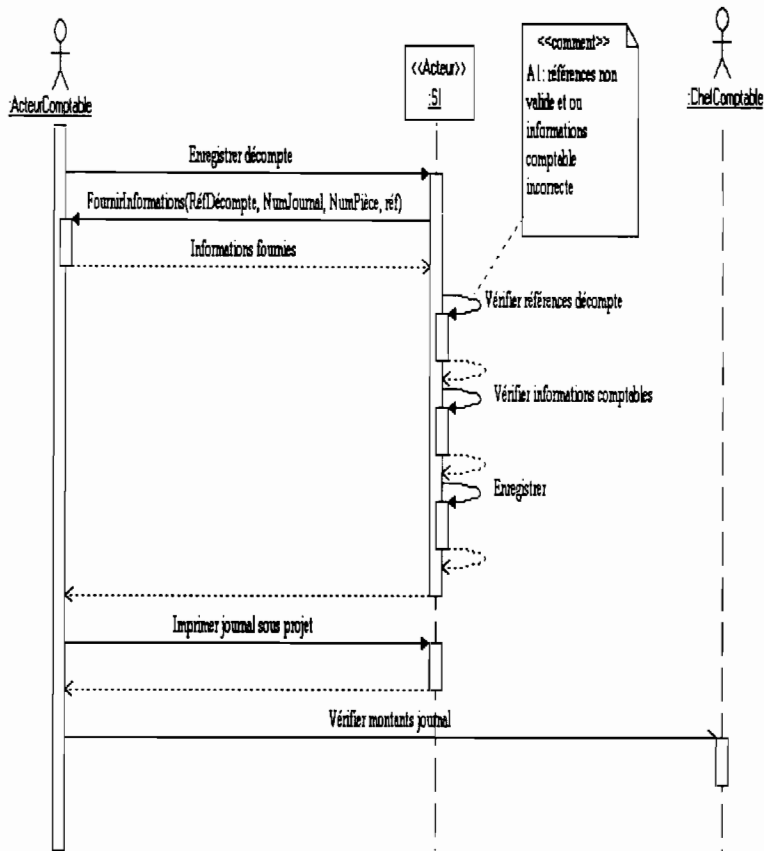 <<comment>>
A1: références non
valide et ou
informations
comptable
incorrecte
<<Acteur>>
:SI
:ActeurComptable
:ChefComptable
Enregistrer décompte
FournirInformations(RéfDécompte, NumJournal, NumPièce, réf)
Informations fournies
Vérifier références décompte
Vérifier informations comptables
Enregistrer
Imprimer journal sous projet
Vérifier montants journal